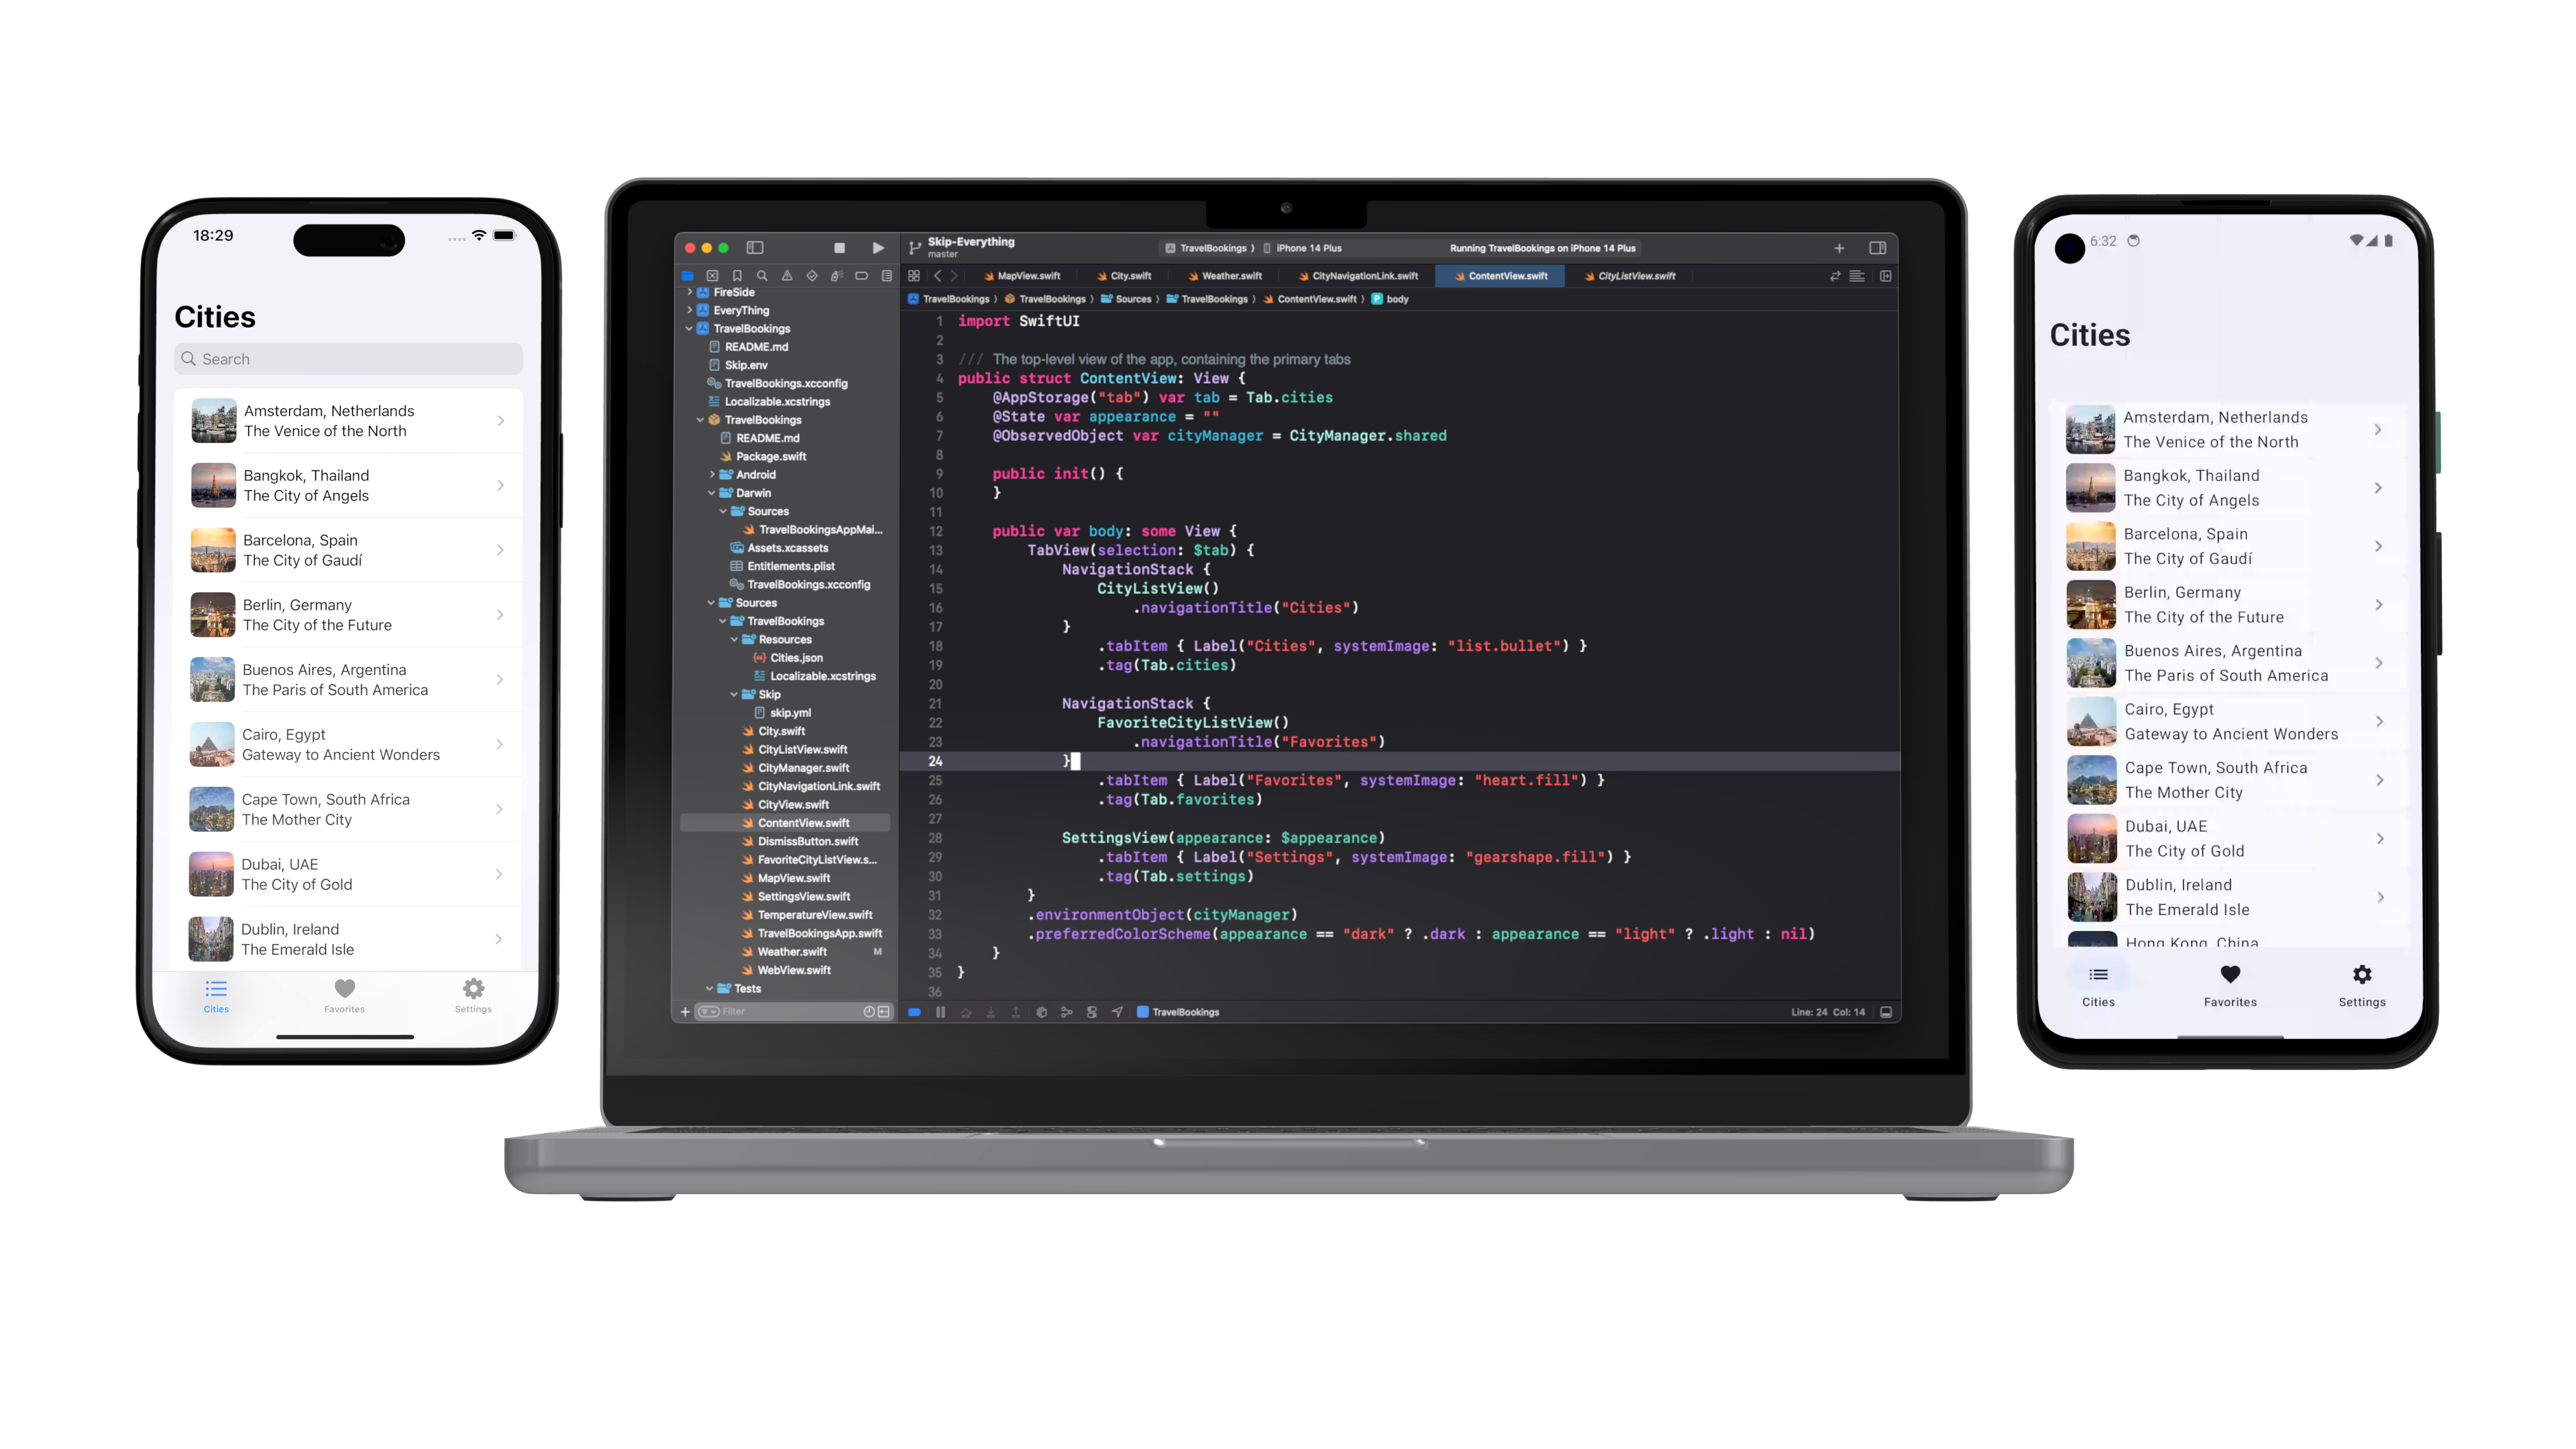 18:29
Cities
Search
Amsterdam, Netherlands
The Venice of the North
Bangkok, Thailand
The City of Angels
Barcelona, Spain
The City of Gaudí
Berlin, Germany
The City of the Future
Buenos Aires, Argentina
The Paris of South America
Cairo, Egypt
Gateway to Ancient Wonders
Cape Town, South Africa
The Mother City
Dubai, UAE
The City of Gold
Dublin, Ireland
The Emerald Isle
Cities Favorites Settings
Skip-Everything
master
TravelBookings iPhone 14 Plus
Running TravelBookings on iPhone 14 Plus
MapView.swift City.swift Weather.swift CityNavigationLink.swift ContentView.swift CityListView.swift
TravelBookings TravelBookings Sources TravelBookings ContentView.swift body
FireSide
EveryThing
TravelBookings
README.md
Skip.env
TravelBookings.xcconfig
Localizable.xcstrings
TravelBookings
README.md
Package.swift
Android
Darwin
Sources
TravelBookingsAppMai...
Assets.xcassets
Entitlements.plist
TravelBookings.xcconfig
Sources
TravelBookings
Resources
Cities.json
Localizable.xcstrings
Skip
skip.yml
City.swift
CityListView.swift
CityManager.swift
CityNavigationLink.swift
CityView.swift
ContentView.swift
DismissButton.swift
FavoriteCityListView.s...
MapView.swift
SettingsView.swift
TemperatureView.swift
TravelBookingsApp.swift
Weather.swift M
WebView.swift
Tests
Filter
1 import SwiftUI
2
3 /// The top-level view of the app, containing the primary tabs
4 public struct ContentView: View {
5 @AppStorage("tab") var tab = Tab.cities
6 @State var appearance = ""
7 @ObservedObject var cityManager = CityManager.shared
8
9 public init() {
10 }
11
12 public var body: some View {
13 TabView(selection: $tab) {
14 NavigationStack {
15 CityListView()
16 .navigationTitle("Cities")
17 }
18 .tabItem { Label("Cities", systemImage: "list.bullet") }
19 .tag(Tab.cities)
20
21 NavigationStack {
22 FavoriteCityListView()
23 .navigationTitle("Favorites")
24 }
25 .tabItem { Label("Favorites", systemImage: "heart.fill") }
26 .tag(Tab.favorites)
27
28 SettingsView(appearance: $appearance)
29 .tabItem { Label("Settings", systemImage: "gearshape.fill") }
30 .tag(Tab.settings)
31 }
32 .environmentObject(cityManager)
33 .preferredColorScheme(appearance == "dark" ? .dark : appearance == "light" ? .light : nil)
34 }
35 }
36
TravelBookings
Line: 24 Col: 14
6:32
Cities
Amsterdam, Netherlands
The Venice of the North
Bangkok, Thailand
The City of Angels
Barcelona, Spain
The City of Gaudí
Berlin, Germany
The City of the Future
Buenos Aires, Argentina
The Paris of South America
Cairo, Egypt
Gateway to Ancient Wonders
Cape Town, South Africa
The Mother City
Dubai, UAE
The City of Gold
Dublin, Ireland
The Emerald Isle
Hong Kong, China
Cities Favorites Settings